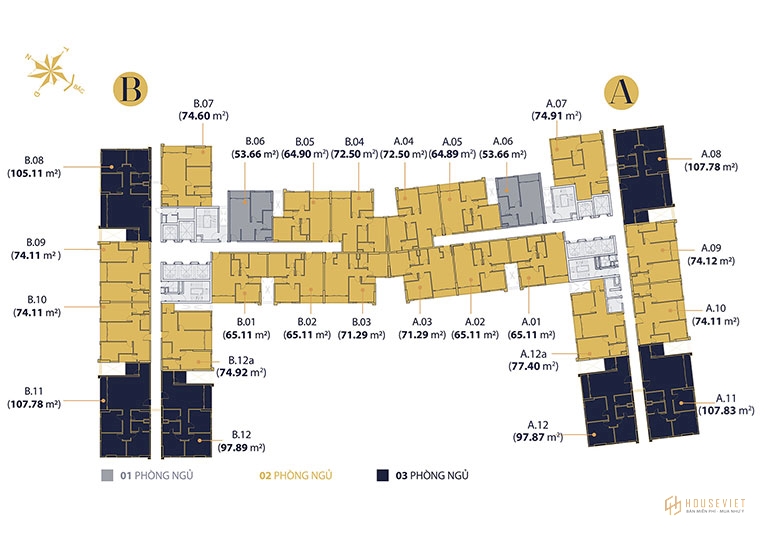 T
N
BẮC
B
B.07
(74.60 m²)
B.06
(53.66 m²)
B.05
(64.90 m²)
B.04
(72.50 m²)
A.04
(72.50 m²)
A.05
(64.89 m²)
A.06
(53.66 m²)
A.07
(74.91 m²)
A
B.08
(105.11 m²)
A.08
(107.78 m²)
B.09
(74.11 m²)
A.09
(74.12 m²)
B.10
(74.11 m²)
A.10
(74.11 m²)
B.01
(65.11 m²)
B.02
(65.11 m²)
B.03
(71.29 m²)
A.03
(71.29 m²)
A.02
(65.11 m²)
A.01
(65.11 m²)
B.12a
(74.92 m²)
A.12a
(77.40 m²)
B.11
(107.78 m²)
A.11
(107.83 m²)
B.12
(97.89 m²)
A.12
(97.87 m²)
01 PHÒNG NGỦ
02 PHÒNG NGỦ
03 PHÒNG NGỦ
HOUSEVIET
BÁN MIỄN PHÍ - MUA NHƯ Ý